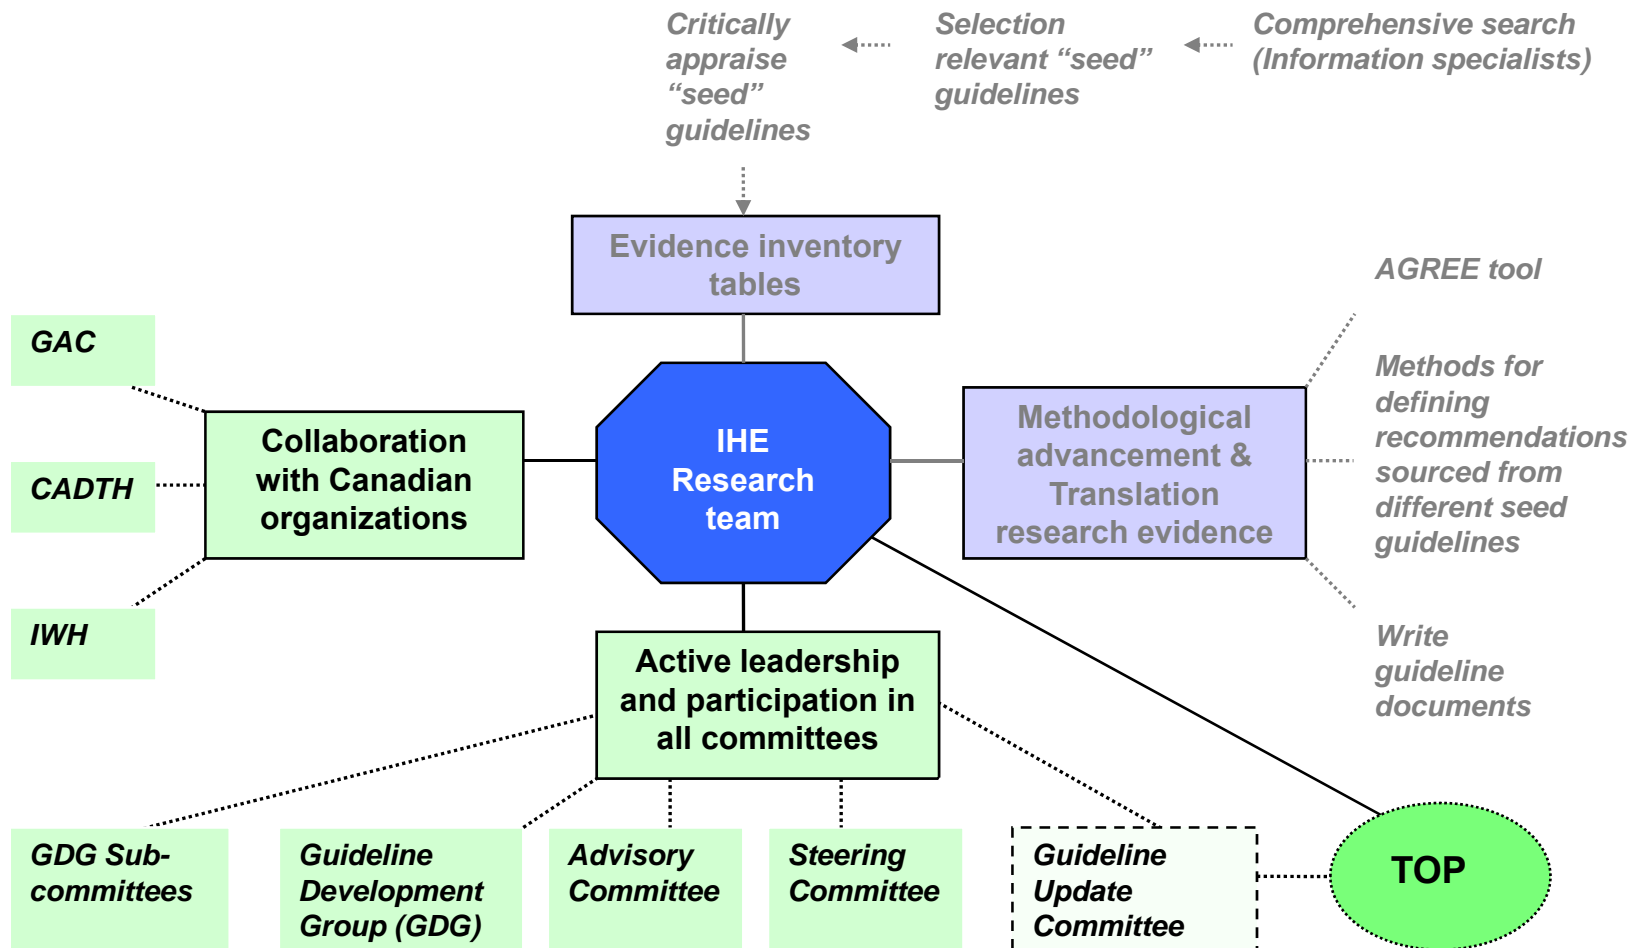 Critically
appraise
“seed”
guidelines
Selection
relevant “seed”
guidelines
Comprehensive search
(Information specialists)
Evidence inventory
tables
AGREE tool
GAC
Methods for
defining
recommendations
sourced from
different seed
guidelines
Collaboration
with Canadian
organizations
IHE
Research
team
Methodological
advancement &
Translation
research evidence
CADTH
IWH
Write
guideline
documents
Active leadership
and participation in
all committees
GDG Sub-
committees
Guideline
Development
Group (GDG)
Advisory
Committee
Steering
Committee
Guideline
Update
Committee
TOP